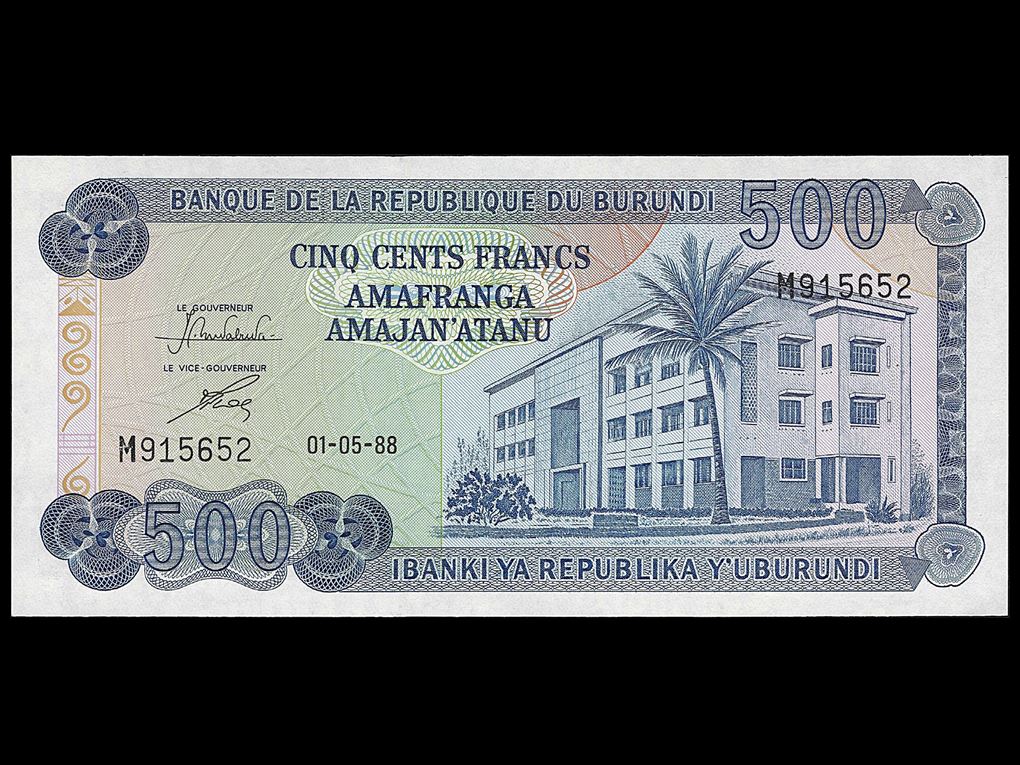 BANQUE DE LA REPUBLIQUE DU BURUNDI 500
CINQ CENTS FRANCS
AMAFRANGA
AMAJAN'ATANU
M915652
LE GOUVERNEUR
LE VICE-GOUVERNEUR
M915652 01-05-88
500
IBANKI YA REPUBLIKA Y'UBURUNDI